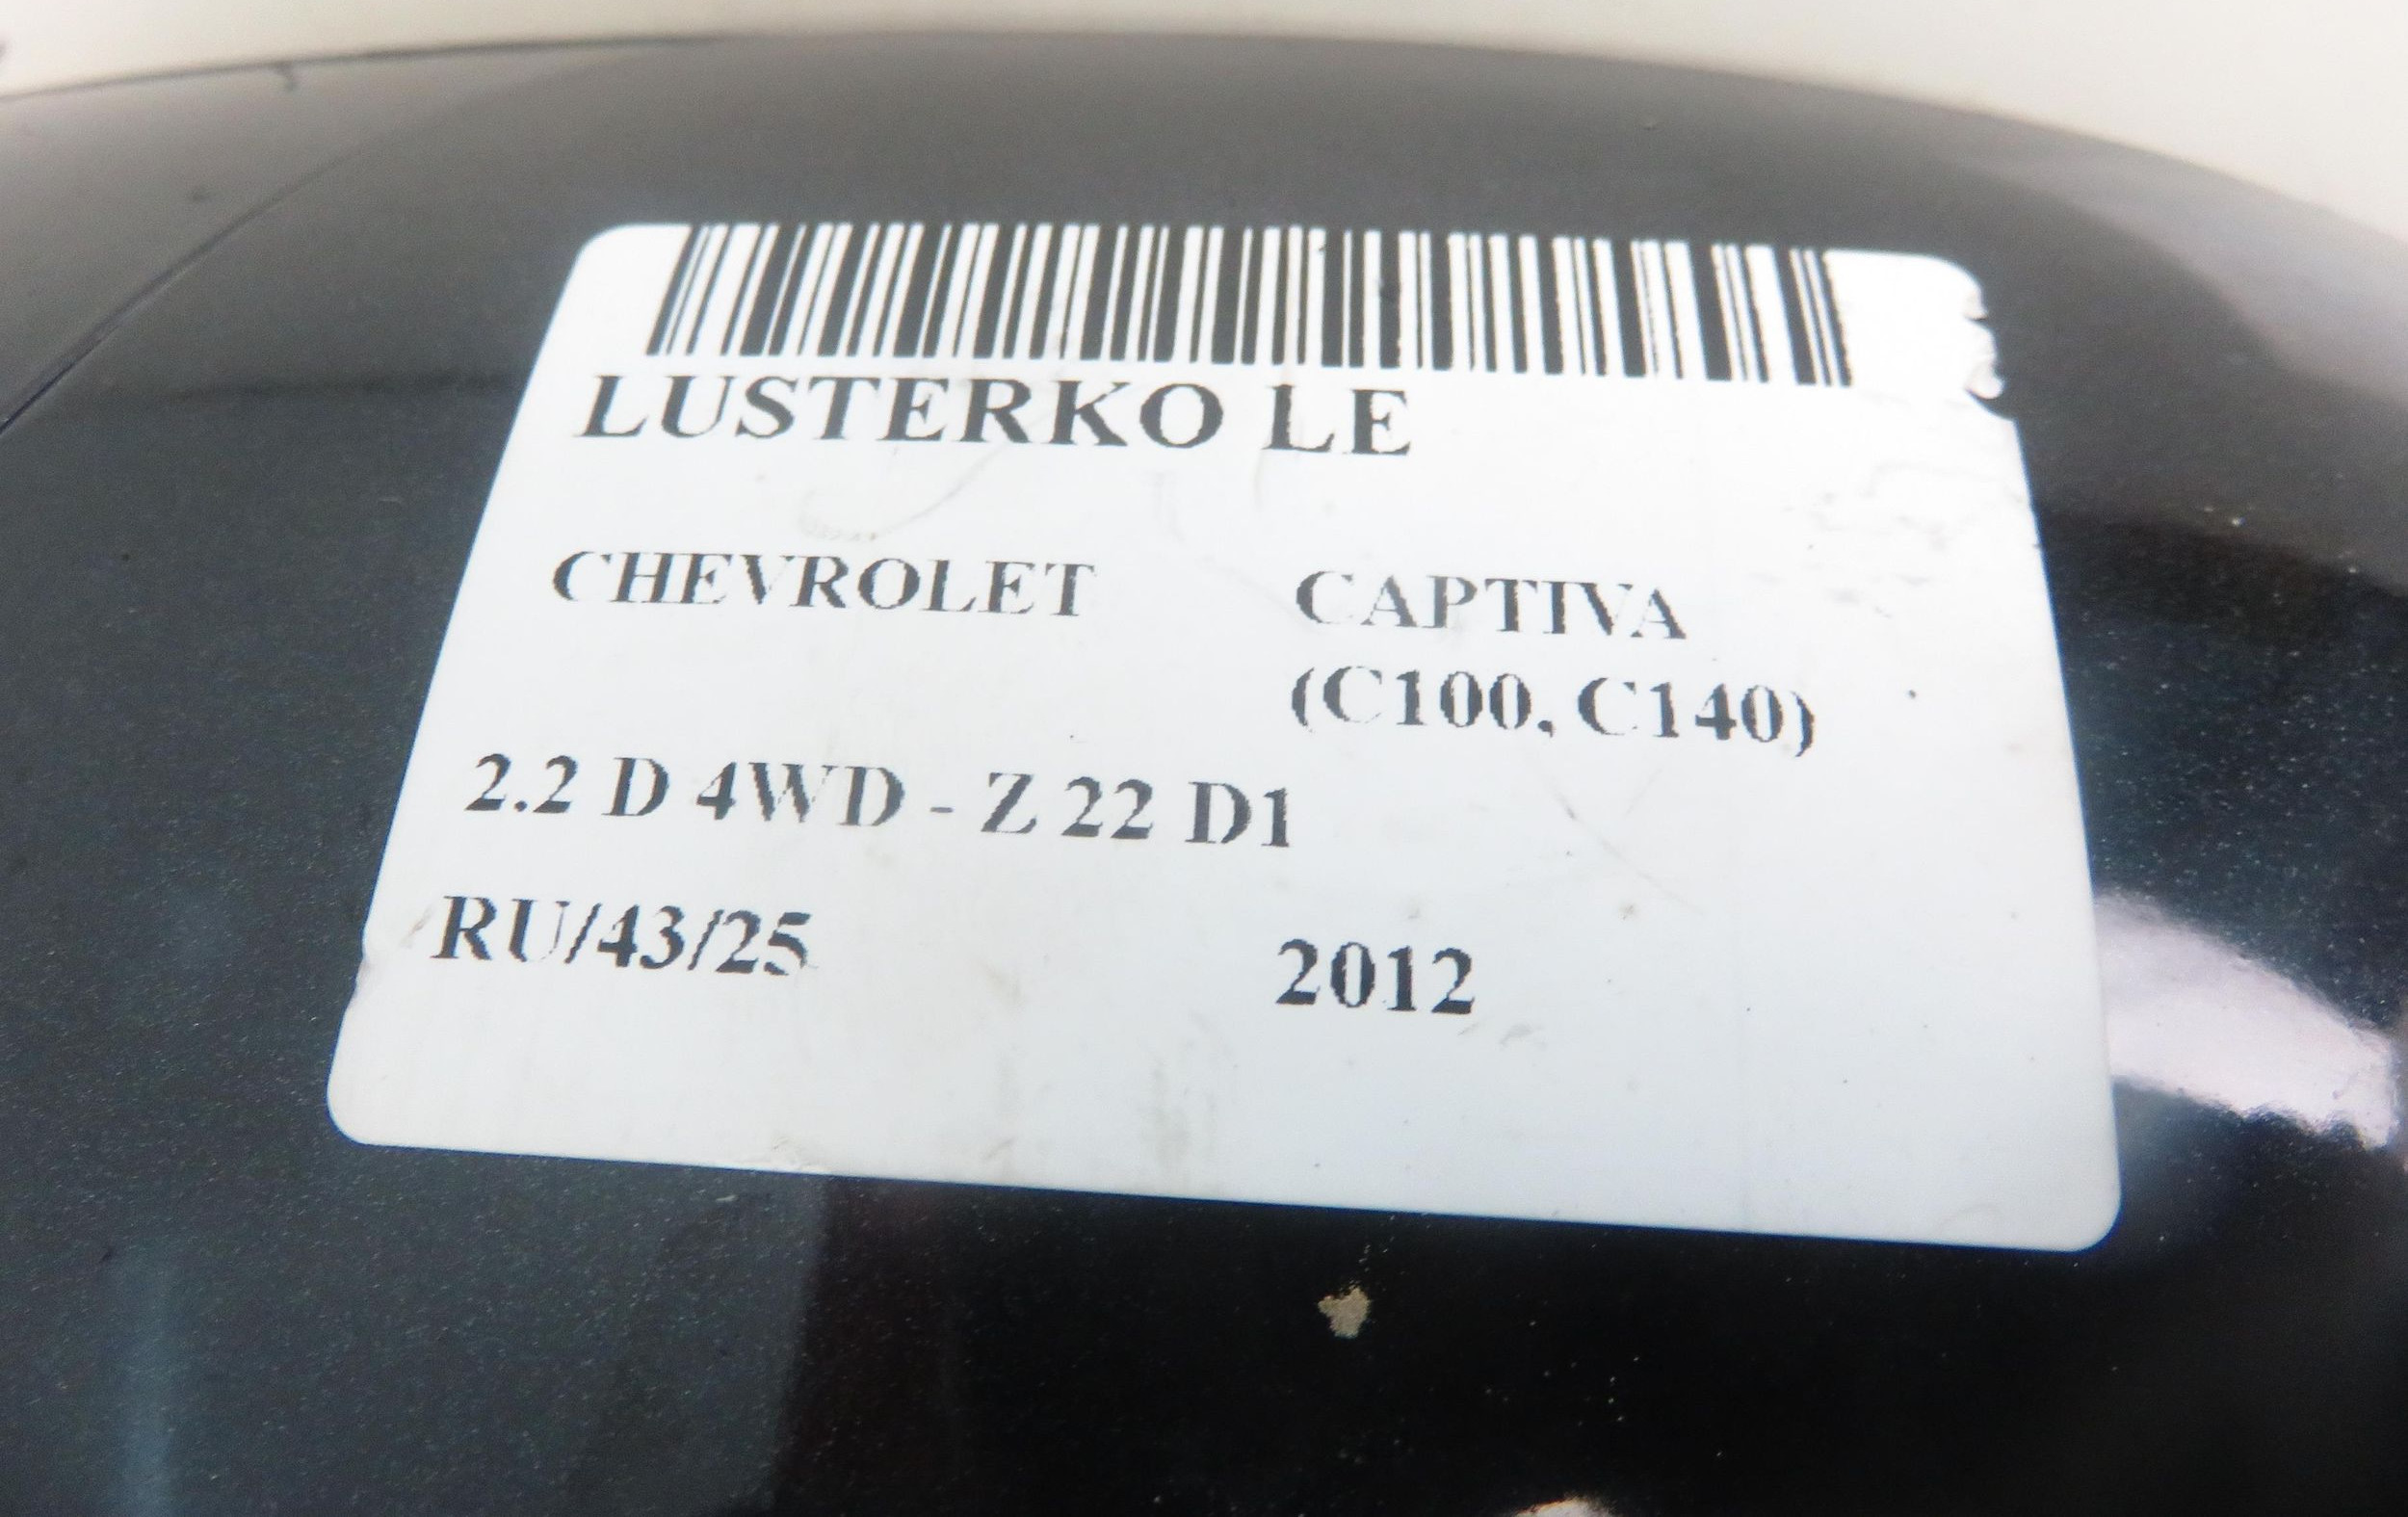 LUSTERKO LE
CHEVROLET CAPTIVA
(C100, C140)
2.2 D 4WD - Z 22 D1
RU/43/25 2012